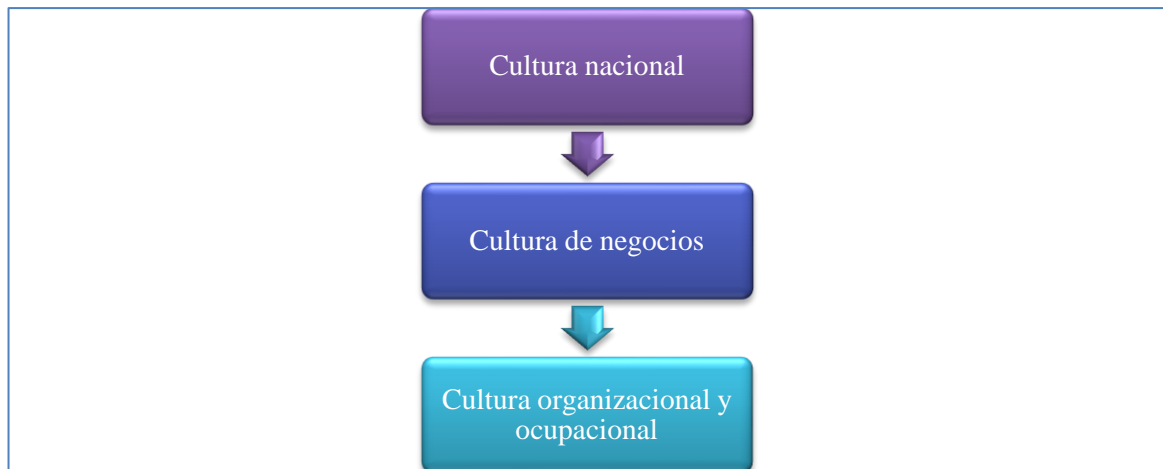 Cultura nacional
Cultura de negocios
Cultura organizacional y
ocupacional